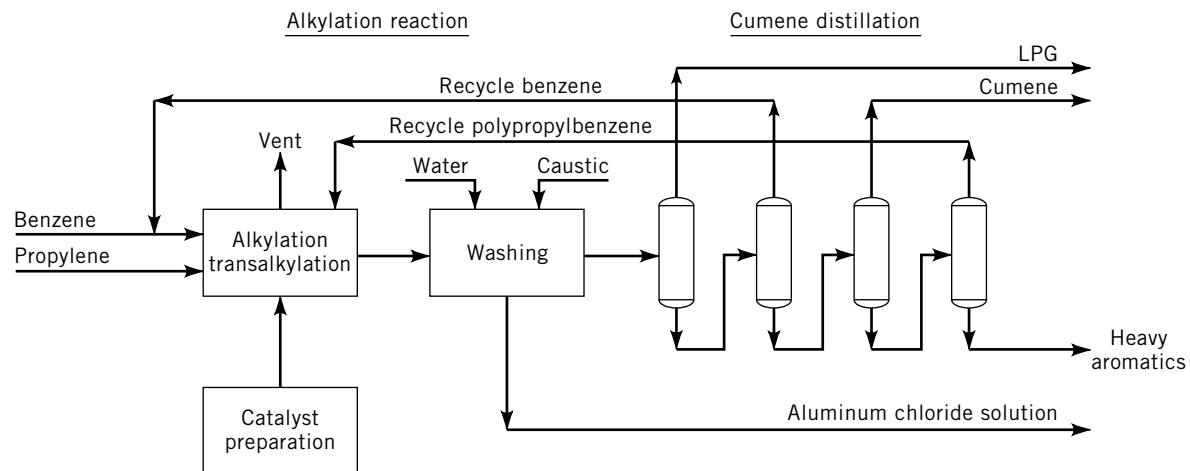 Alkylation reaction
Cumene distillation
LPG
Recycle benzene
Cumene
Recycle polypropylbenzene
Vent
Water
Caustic
Benzene
Propylene
Alkylation
transalkylation
Washing
Heavy
aromatics
Catalyst
preparation
Aluminum chloride solution